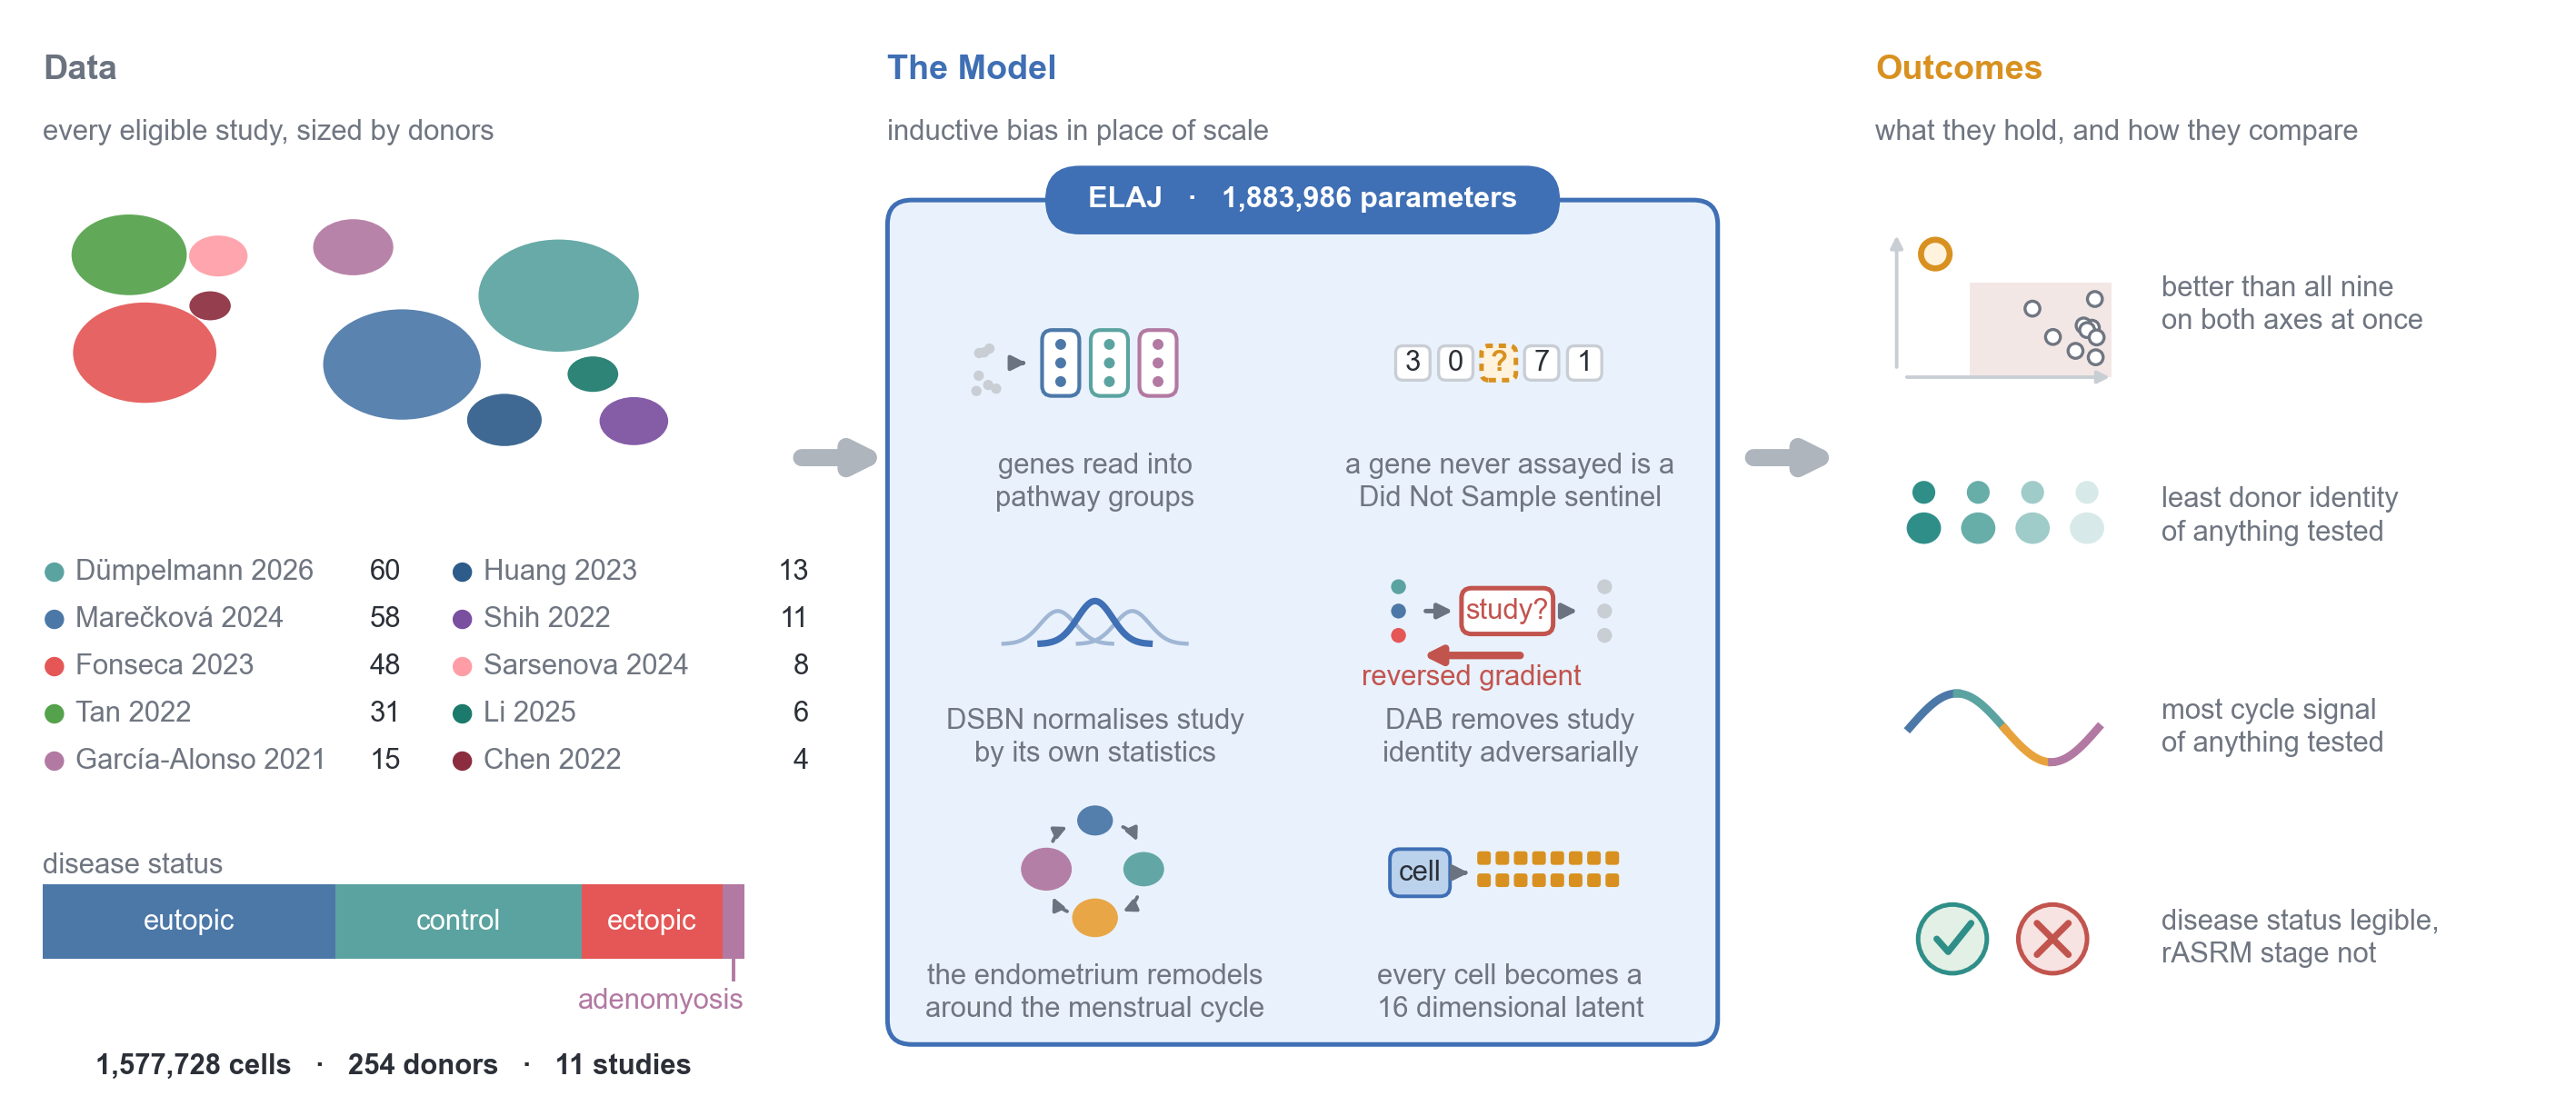 Data
every eligible study, sized by donors
Dümpelmann 2026 60
Marečková 2024 58
Fonseca 2023 48
Tan 2022 31
García-Alonso 2021 15
Huang 2023 13
Shih 2022 11
Sarsenova 2024 8
Li 2025 6
Chen 2022 4
disease status
eutopic control ectopic
adenomyosis
1,577,728 cells · 254 donors · 11 studies
The Model
inductive bias in place of scale
ELAJ · 1,883,986 parameters
genes read into
pathway groups
3 0 ? 7 1
a gene never assayed is a
Did Not Sample sentinel
DSBN normalises study
by its own statistics
study?
reversed gradient
DAB removes study
identity adversarially
the endometrium remodels
around the menstrual cycle
cell
every cell becomes a
16 dimensional latent
Outcomes
what they hold, and how they compare
better than all nine
on both axes at once
least donor identity
of anything tested
most cycle signal
of anything tested
disease status legible,
rASRM stage not